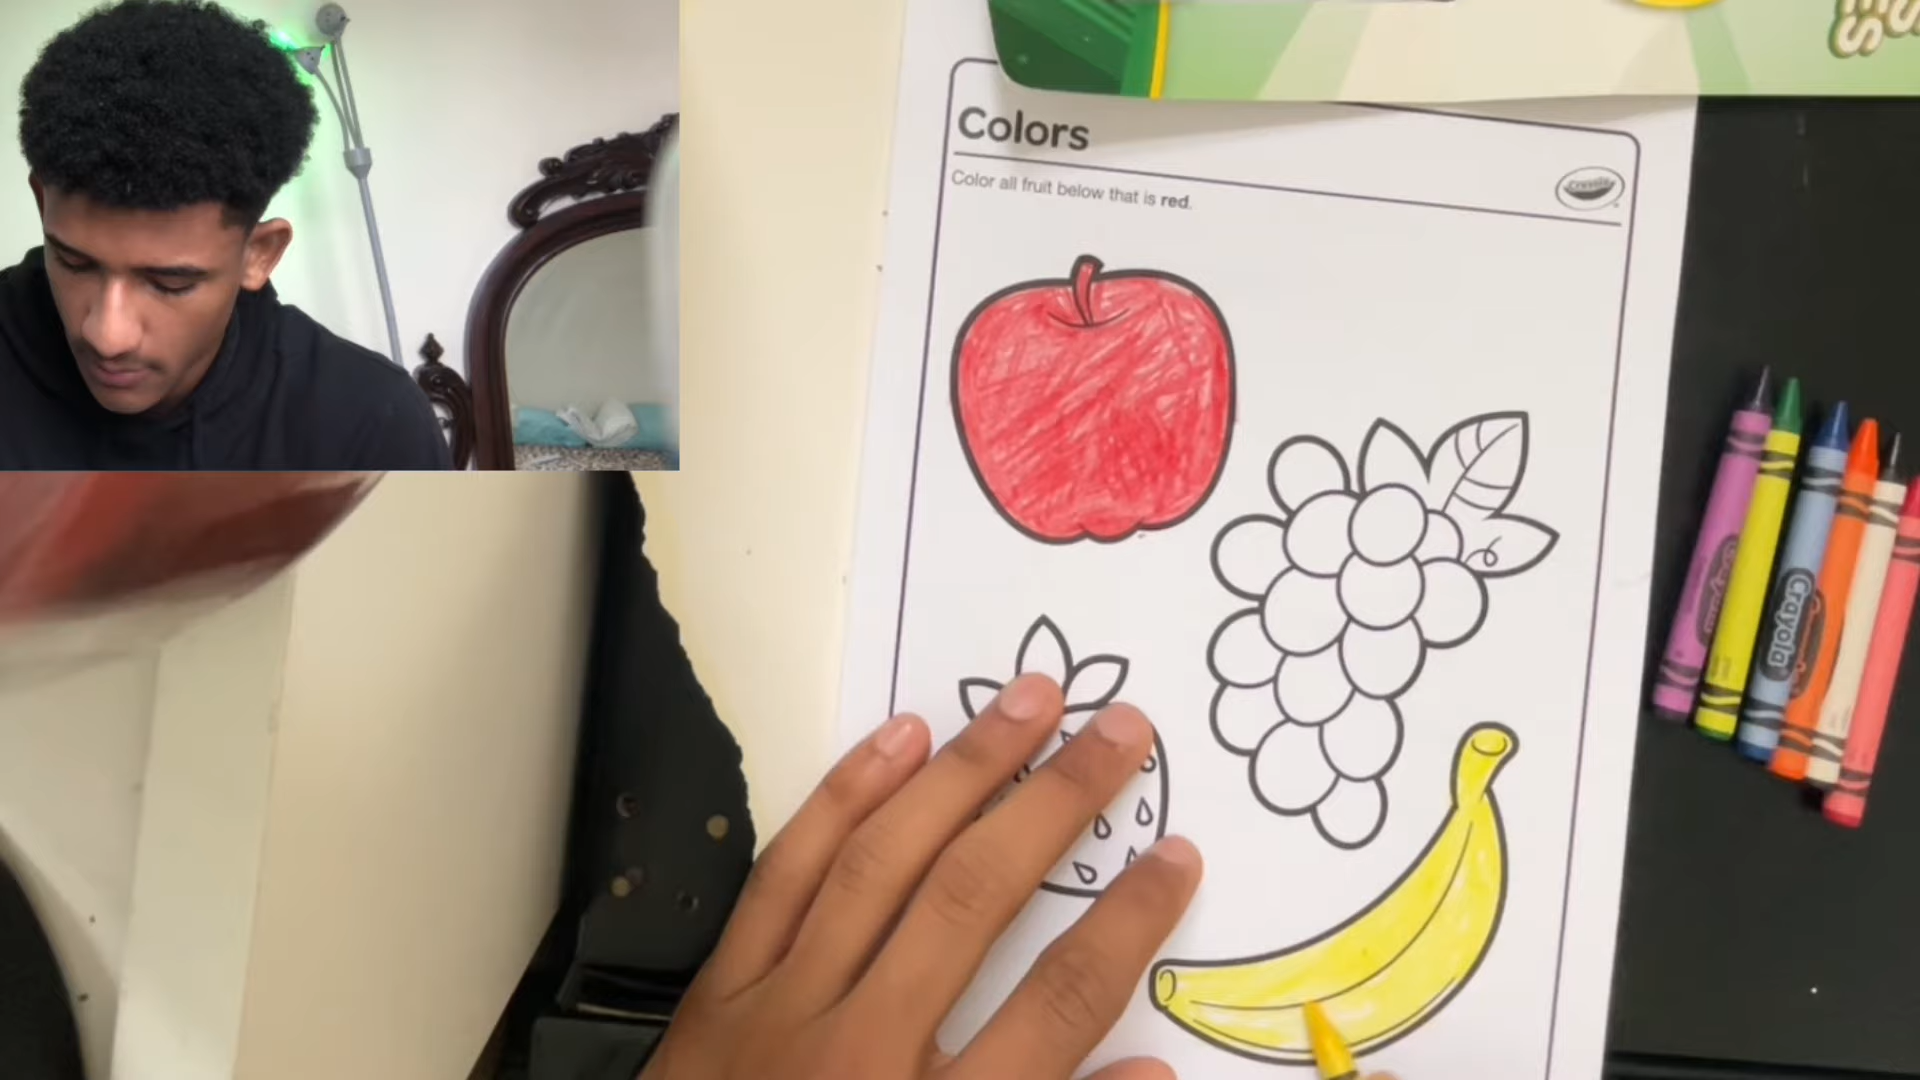 Colors
Color all fruit below that is red.
Crayola
Crayola